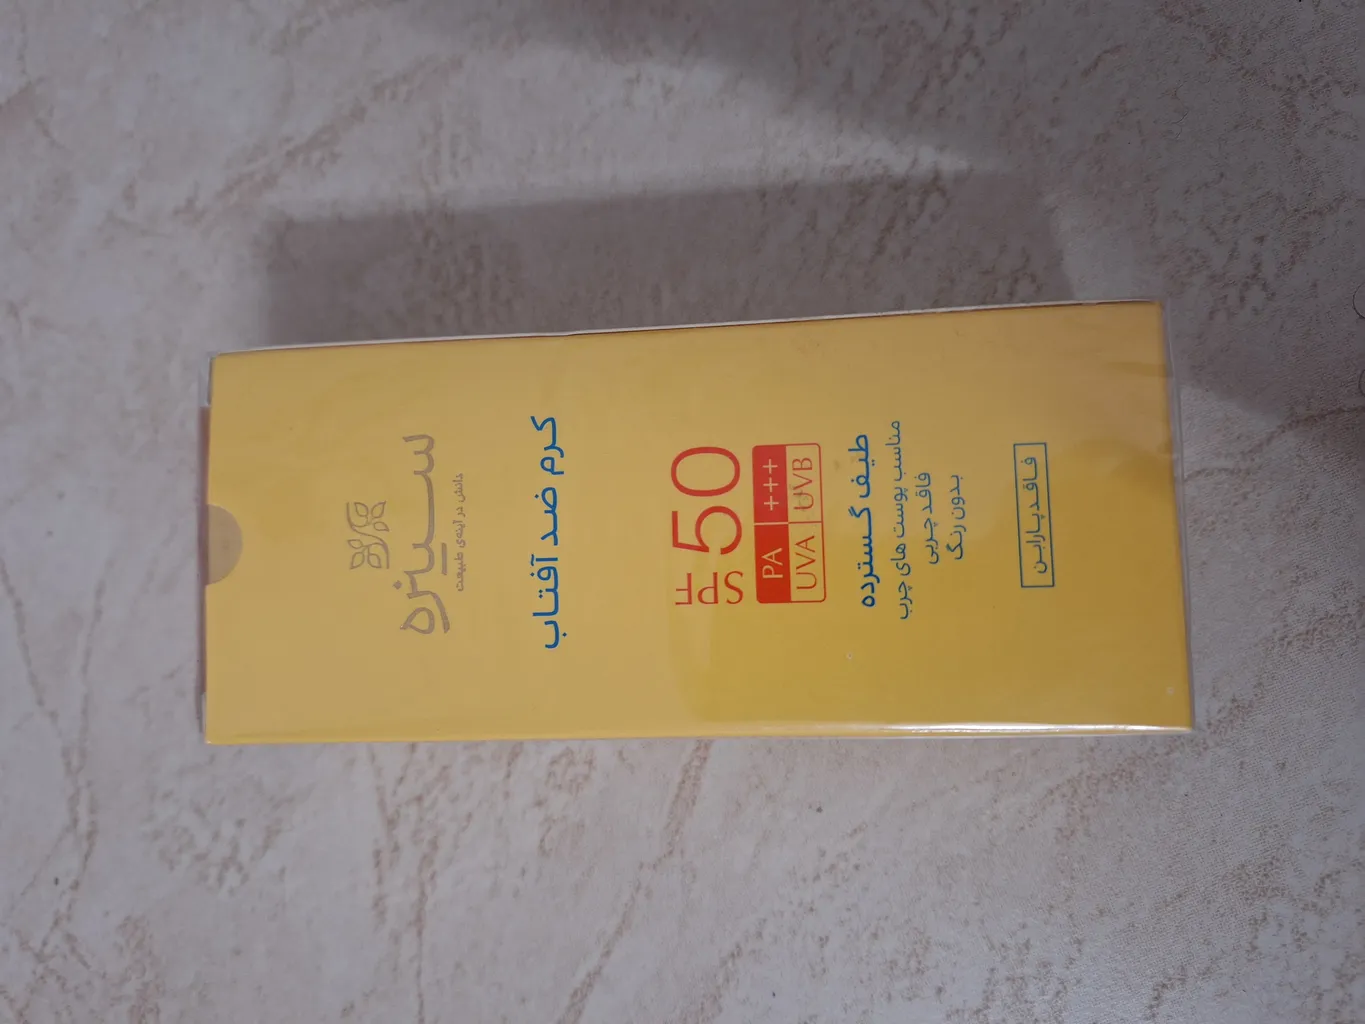 سینره
دانش در آینه‌ی طبیعت
کرم ضد آفتاب
SPF 50
PA +++
UVA UVB
طیف گسترده
مناسب پوست های چرب
فاقد چربی
بدون رنگ
فاقد پارابن